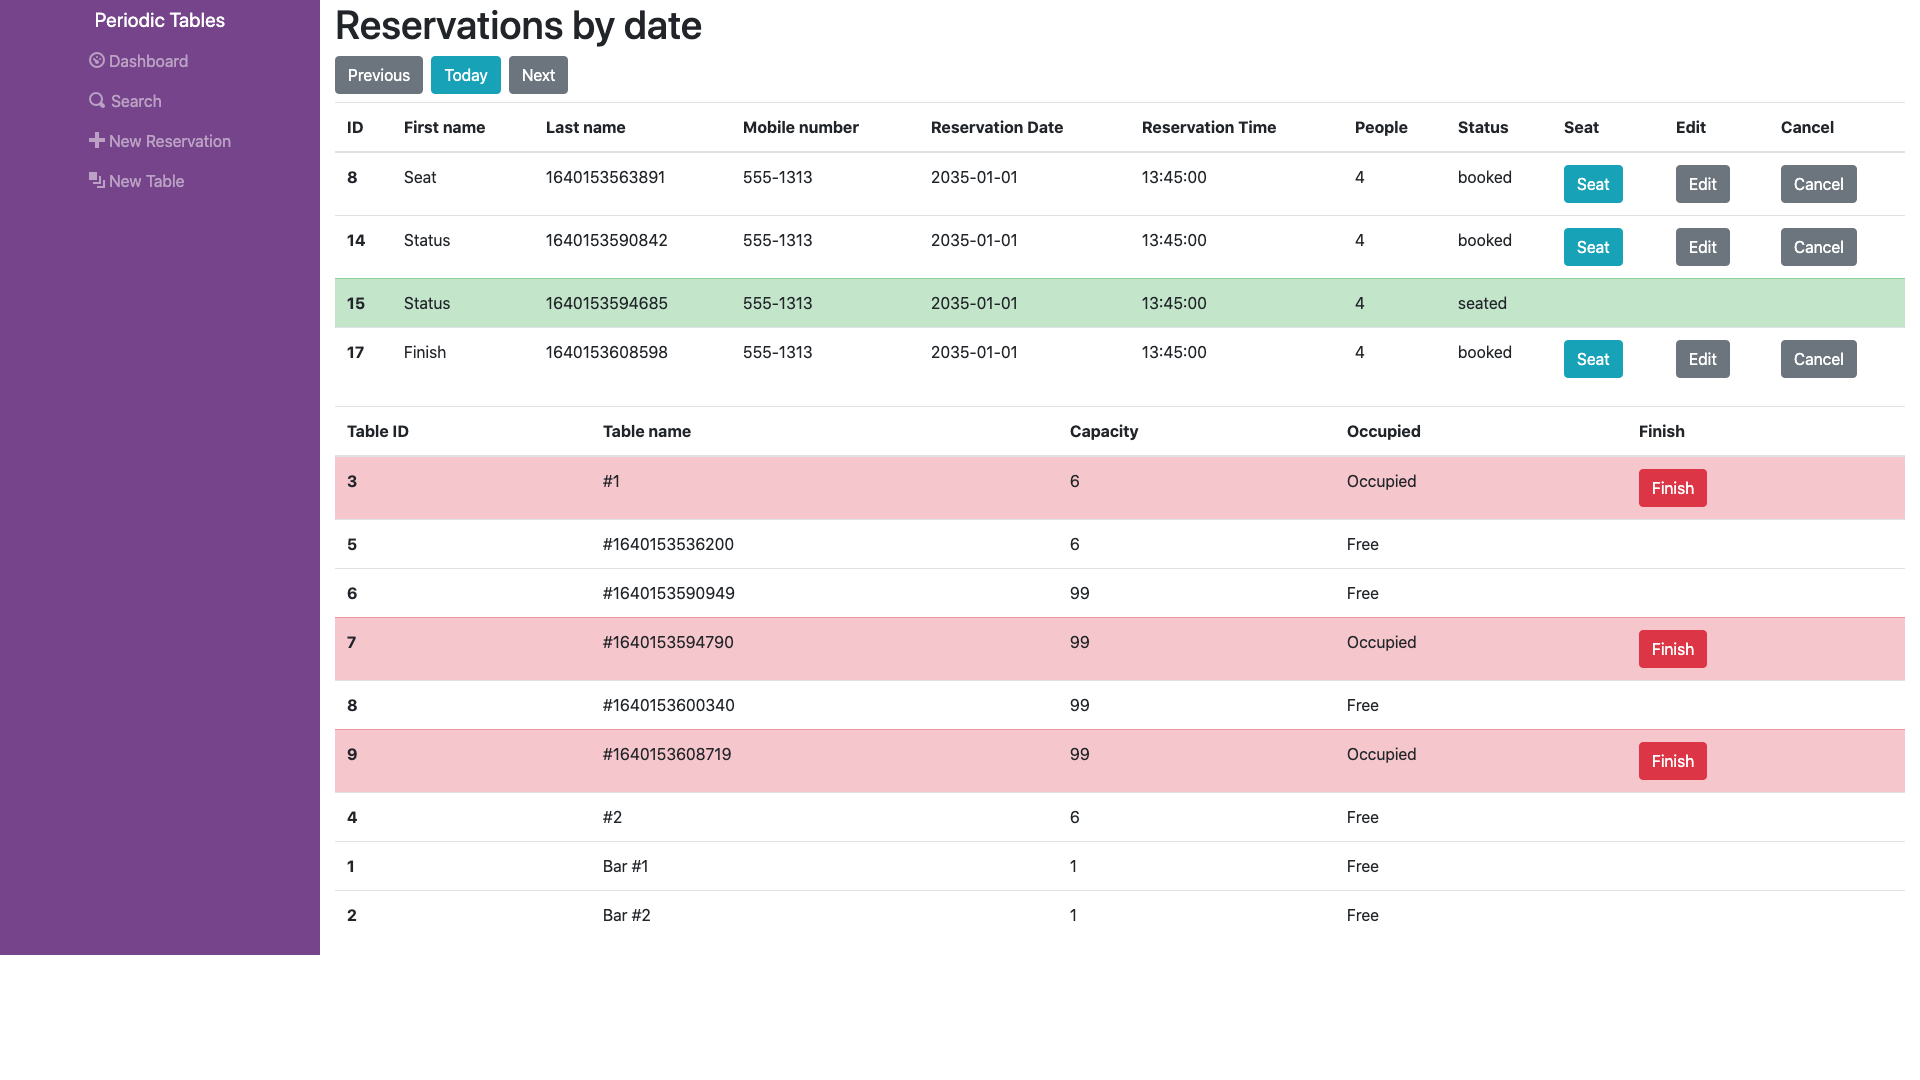 Periodic Tables
Dashboard
Search
New Reservation
New Table
Reservations by date
Previous Today Next
ID First name Last name Mobile number Reservation Date Reservation Time People Status Seat Edit Cancel
8 Seat 1640153563891 555-1313 2035-01-01 13:45:00 4 booked Seat Edit Cancel
14 Status 1640153590842 555-1313 2035-01-01 13:45:00 4 booked Seat Edit Cancel
15 Status 1640153594685 555-1313 2035-01-01 13:45:00 4 seated
17 Finish 1640153608598 555-1313 2035-01-01 13:45:00 4 booked Seat Edit Cancel
Table ID Table name Capacity Occupied Finish
3 #1 6 Occupied Finish
5 #1640153536200 6 Free
6 #1640153590949 99 Free
7 #1640153594790 99 Occupied Finish
8 #1640153600340 99 Free
9 #1640153608719 99 Occupied Finish
4 #2 6 Free
1 Bar #1 1 Free
2 Bar #2 1 Free